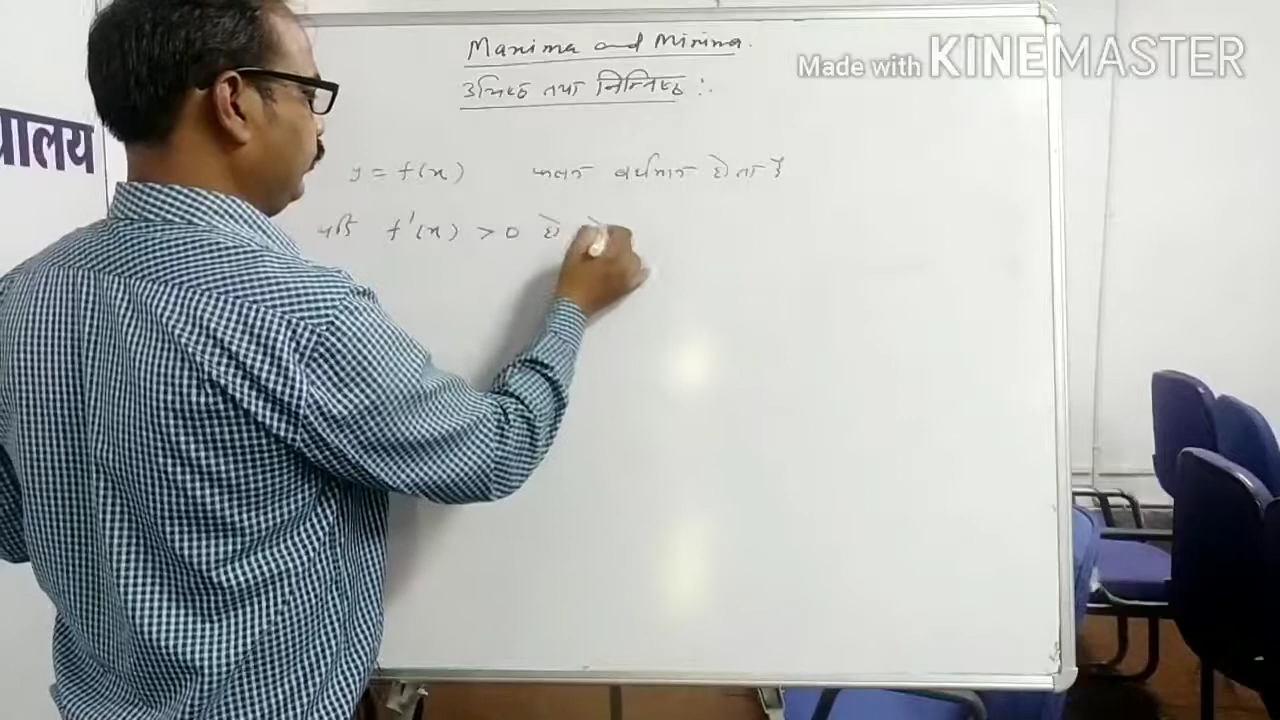 Maxima and Minima.
उच्चिष्ठ तथा निम्निष्ठ :.
Made with KINEMASTER
यालय
y = f(x) फलन वर्धमान होता है
यदि f'(x) > 0 हो